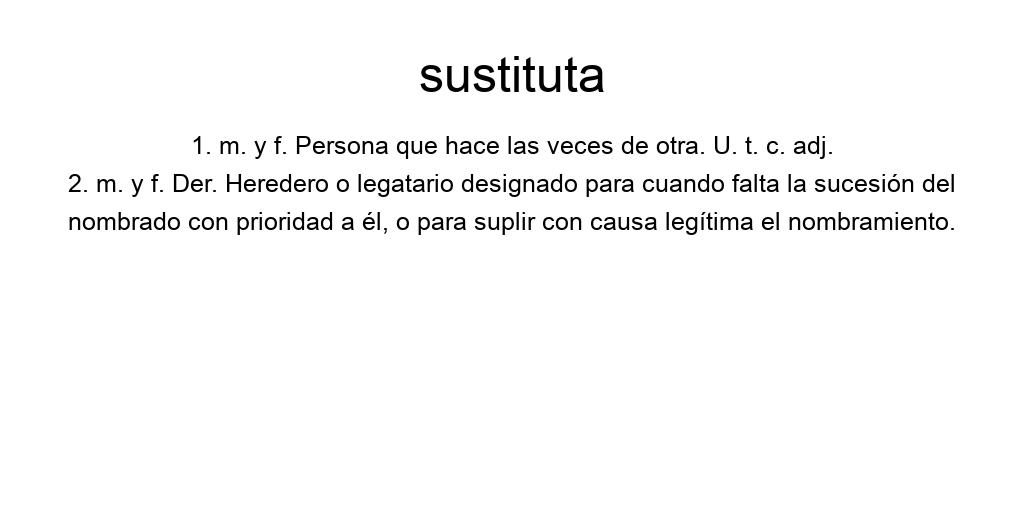 sustituta
1. m. y f. Persona que hace las veces de otra. U. t. c. adj.
2. m. y f. Der. Heredero o legatario designado para cuando falta la sucesión del
nombrado con prioridad a él, o para suplir con causa legítima el nombramiento.